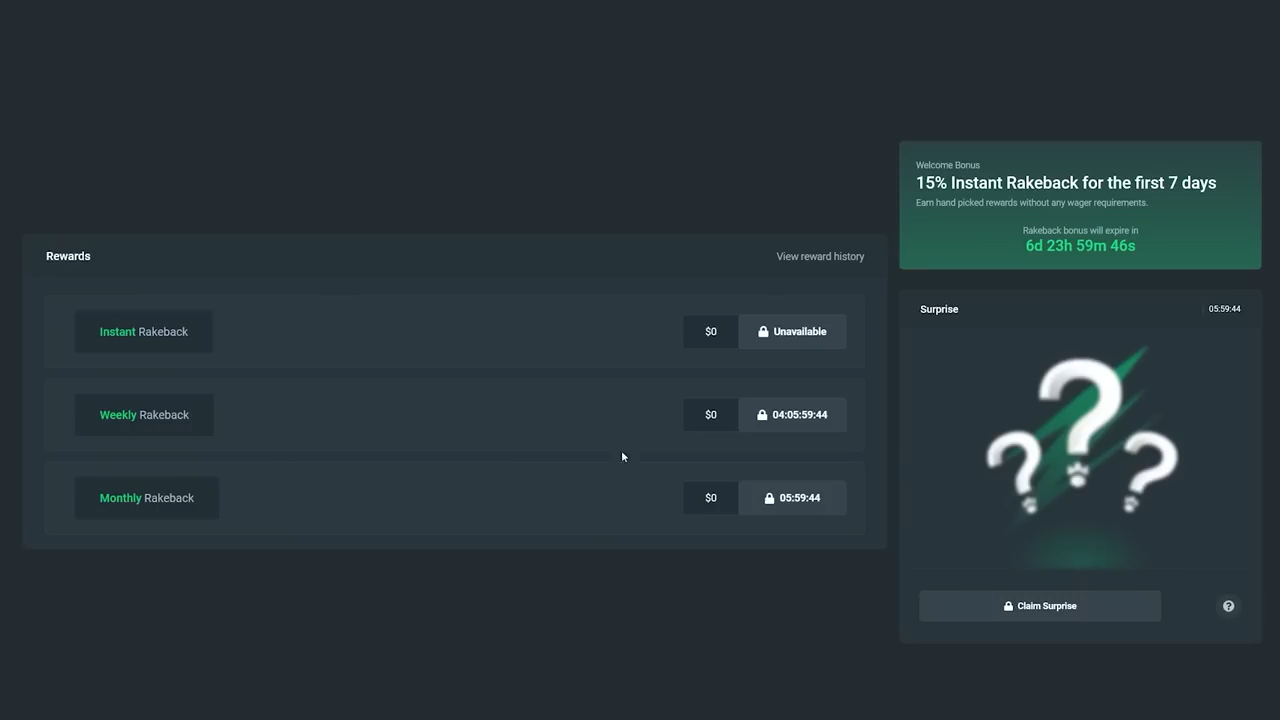 Rewards
View reward history
Instant Rakeback
$0
Unavailable
Weekly Rakeback
$0
04:05:59:44
Monthly Rakeback
$0
05:59:44
Welcome Bonus
15% Instant Rakeback for the first 7 days
Earn hand picked rewards without any wager requirements.
Rakeback bonus will expire in
6d 23h 59m 46s
Surprise
05:59:44
Claim Surprise